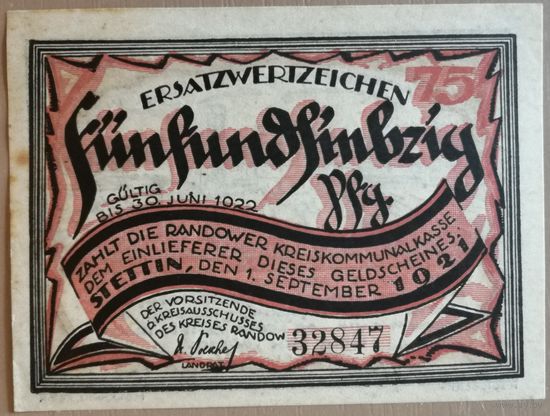 ERSATZWERTZEICHEN
75
Fünfundsiebzig
Pfg.
GÜLTIG
BIS 30. JUNI 1922
ZAHLT DIE RANDOWER KREISKOMMUNALKASSE
DEM EINLIEFERER DIESES GELDSCHEINES.
STETTIN, DEN 1. SEPTEMBER 1921
DER VORSITZENDE
D. KREISAUSSCHUSSES
DES KREISES RANDOW
LANDRAT
32847